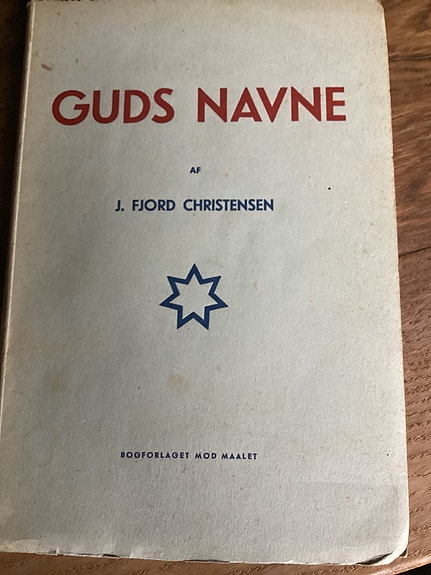 GUDS NAVNE
AF
J. FJORD CHRISTENSEN
BOGFORLAGET MOD MAALET